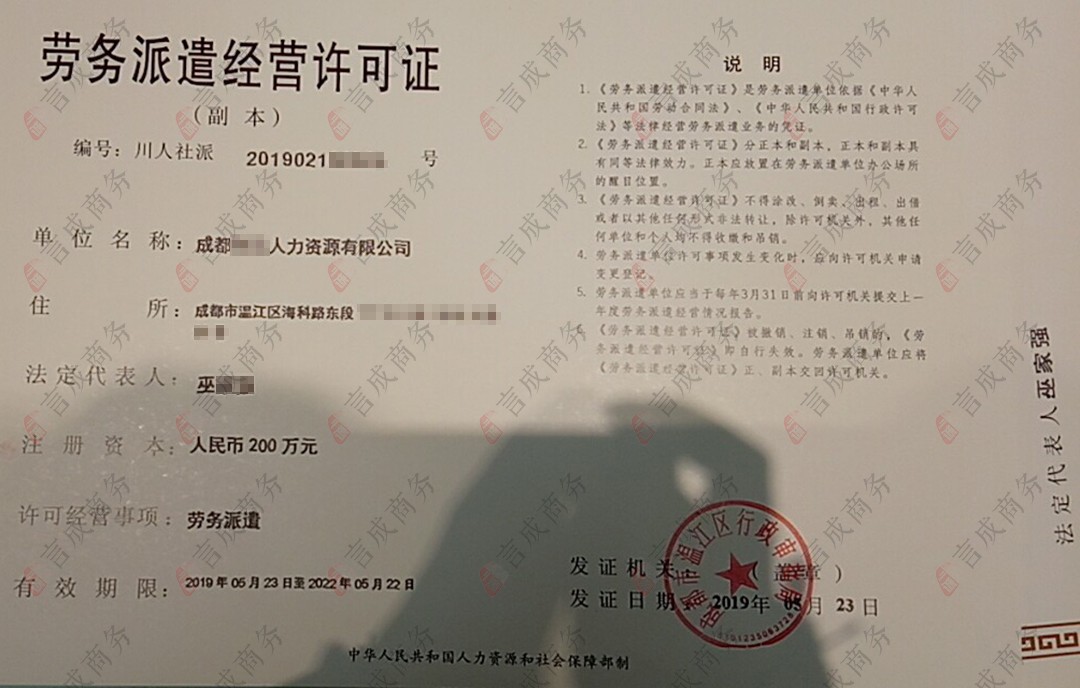 劳务派遣经营许可证
（副 本）
编号：川人社派 2019021 号
单位名称：成都 人力资源有限公司
住 所：成都市温江区海科路东段
法定代表人：巫
注册资本：人民币200万元
许可经营事项：劳务派遣
有效期限：2019年05月23日至2022年05月22日
说 明
1. 《劳务派遣经营许可证》是劳务派遣单位依据《中华人
民共和国劳动合同法》、《中华人民共和国行政许可
法》等法律经营劳务派遣业务的凭证。
2. 《劳务派遣经营许可证》分正本和副本，正本和副本具
有同等法律效力。正本应放置在劳务派遣单位办公场所
的醒目位置。
3. 《劳务派遣经营许可证》不得涂改、倒卖、出租、出借
或者以其他任何形式非法转让，除许可机关外，其他任
何单位和个人均不得收缴和吊销。
4. 劳务派遣单位许可事项发生变化时，应向许可机关申请
变更登记。
5. 劳务派遣单位应当于每年3月31日前向许可机关提交上一
年度劳务派遣经营情况报告。
6. 《劳务派遣经营许可证》被撤销、注销、吊销的，《劳
务派遣经营许可证》即自行失效。劳务派遣单位应将
《劳务派遣经营许可证》正、副本交回许可机关。
发证机关：（盖章）
发证日期：2019年05月23日
成都市温江区行政审批局
中华人民共和国人力资源和社会保障部制
法定代表人巫家强
言成商务